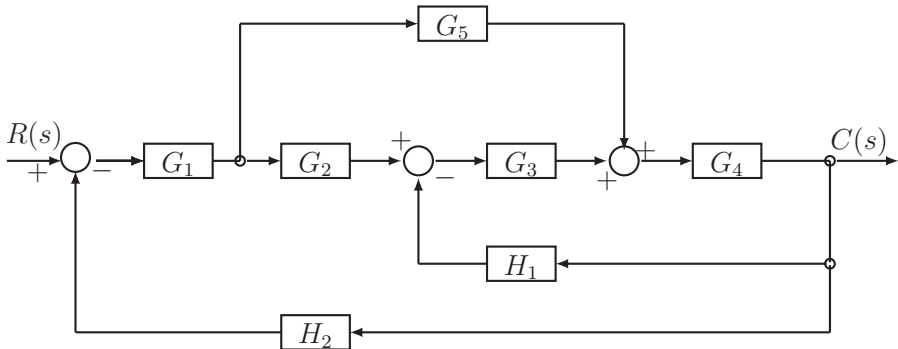 G₅
R(s) + − G₁ G₂ + − G₃ + + G₄ C(s)
H₁
H₂